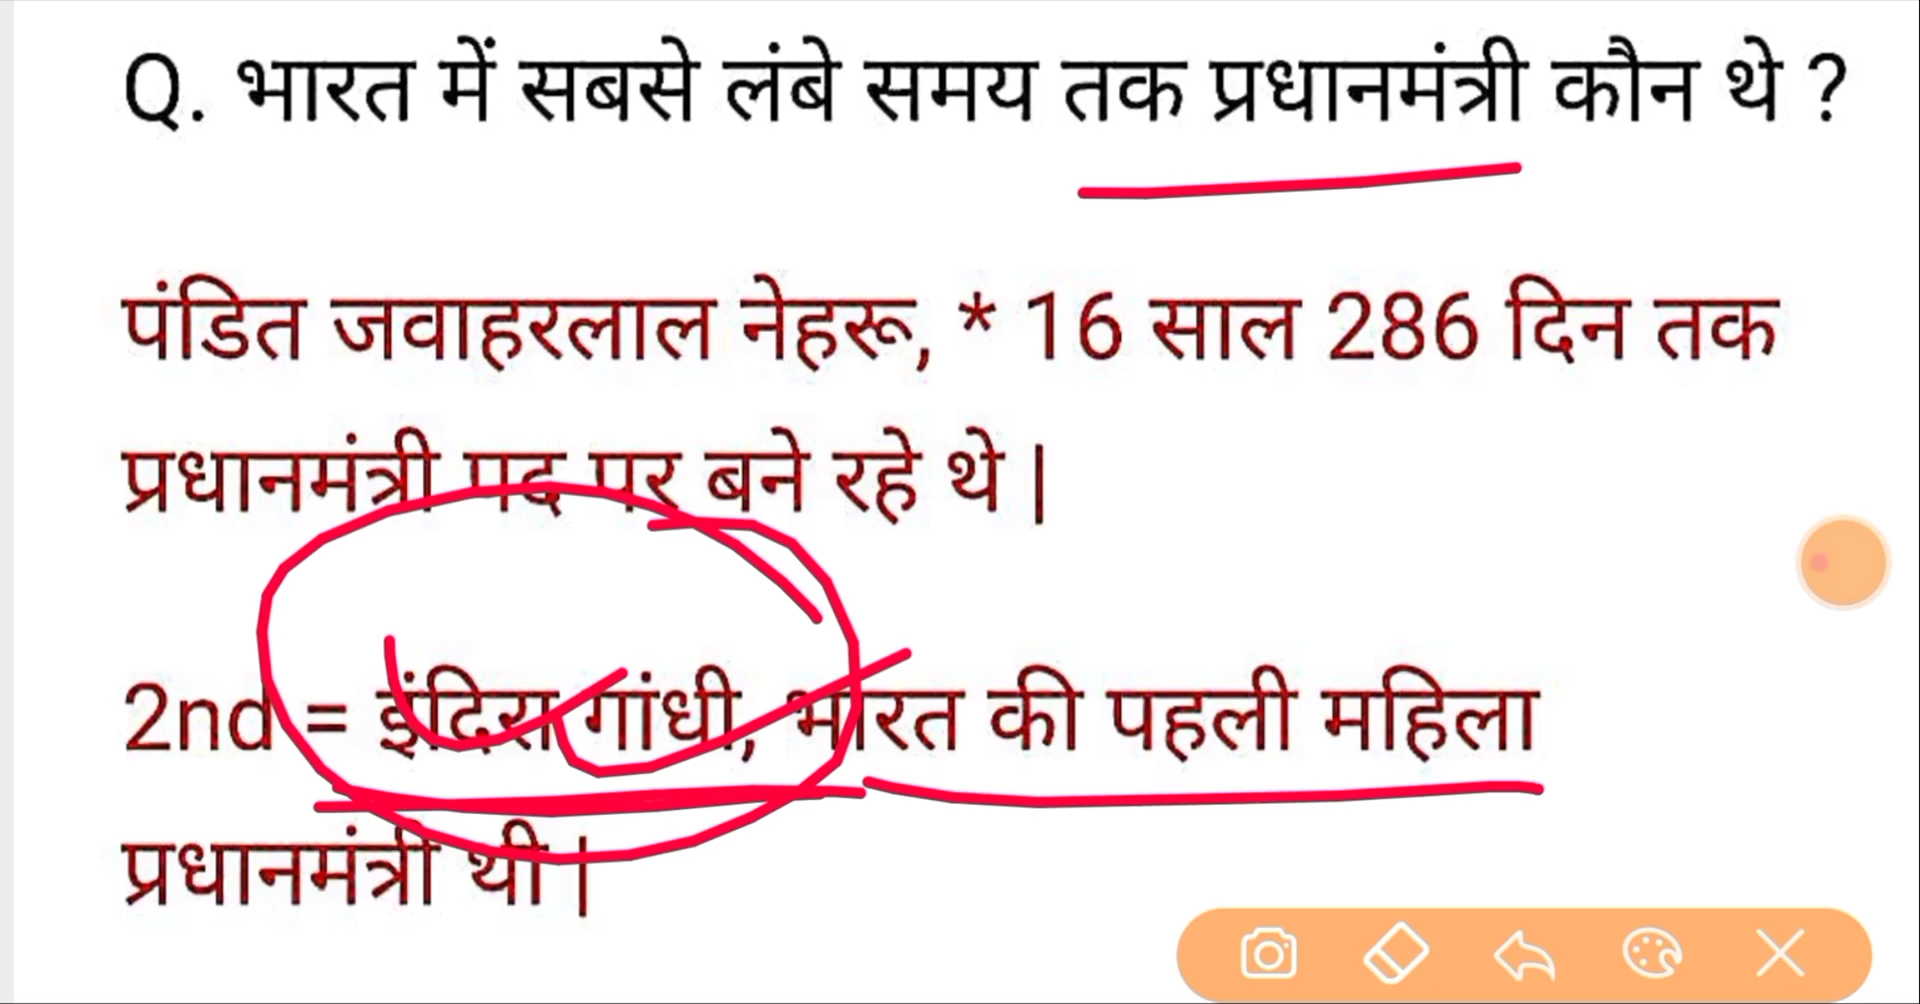 Q. भारत में सबसे लंबे समय तक प्रधानमंत्री कौन थे ?
पंडित जवाहरलाल नेहरू, * 16 साल 286 दिन तक
प्रधानमंत्री पद पर बने रहे थे |
2nd = इंदिरा गांधी, भारत की पहली महिला
प्रधानमंत्री थी |